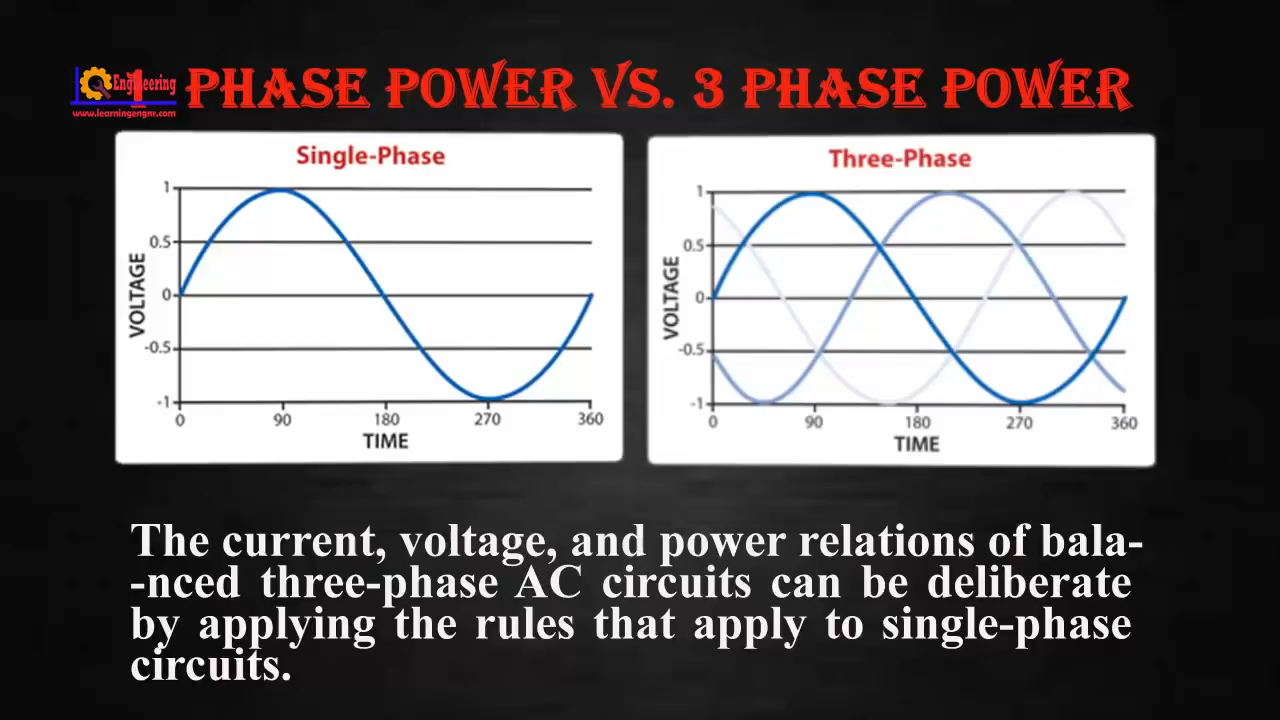 Engineering
www.learningengnr.com
1 PHASE POWER VS. 3 PHASE POWER
Single-Phase
1
0.5
0
-0.5
-1
VOLTAGE
0 90 180 270 360
TIME
Three-Phase
1
0.5
0
-0.5
-1
VOLTAGE
0 90 180 270 360
TIME
The current, voltage, and power relations of bala-
-nced three-phase AC circuits can be deliberate
by applying the rules that apply to single-phase
circuits.